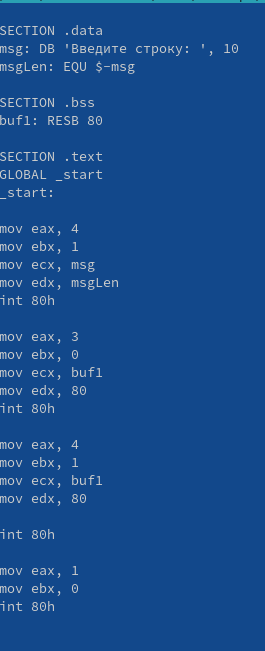 SECTION .data
msg: DB 'Введите строку: ', 10
msgLen: EQU $-msg
SECTION .bss
buf1: RESB 80
SECTION .text
GLOBAL _start
_start:
mov eax, 4
mov ebx, 1
mov ecx, msg
mov edx, msgLen
int 80h
mov eax, 3
mov ebx, 0
mov ecx, buf1
mov edx, 80
int 80h
mov eax, 4
mov ebx, 1
mov ecx, buf1
mov edx, 80
int 80h
mov eax, 1
mov ebx, 0
int 80h